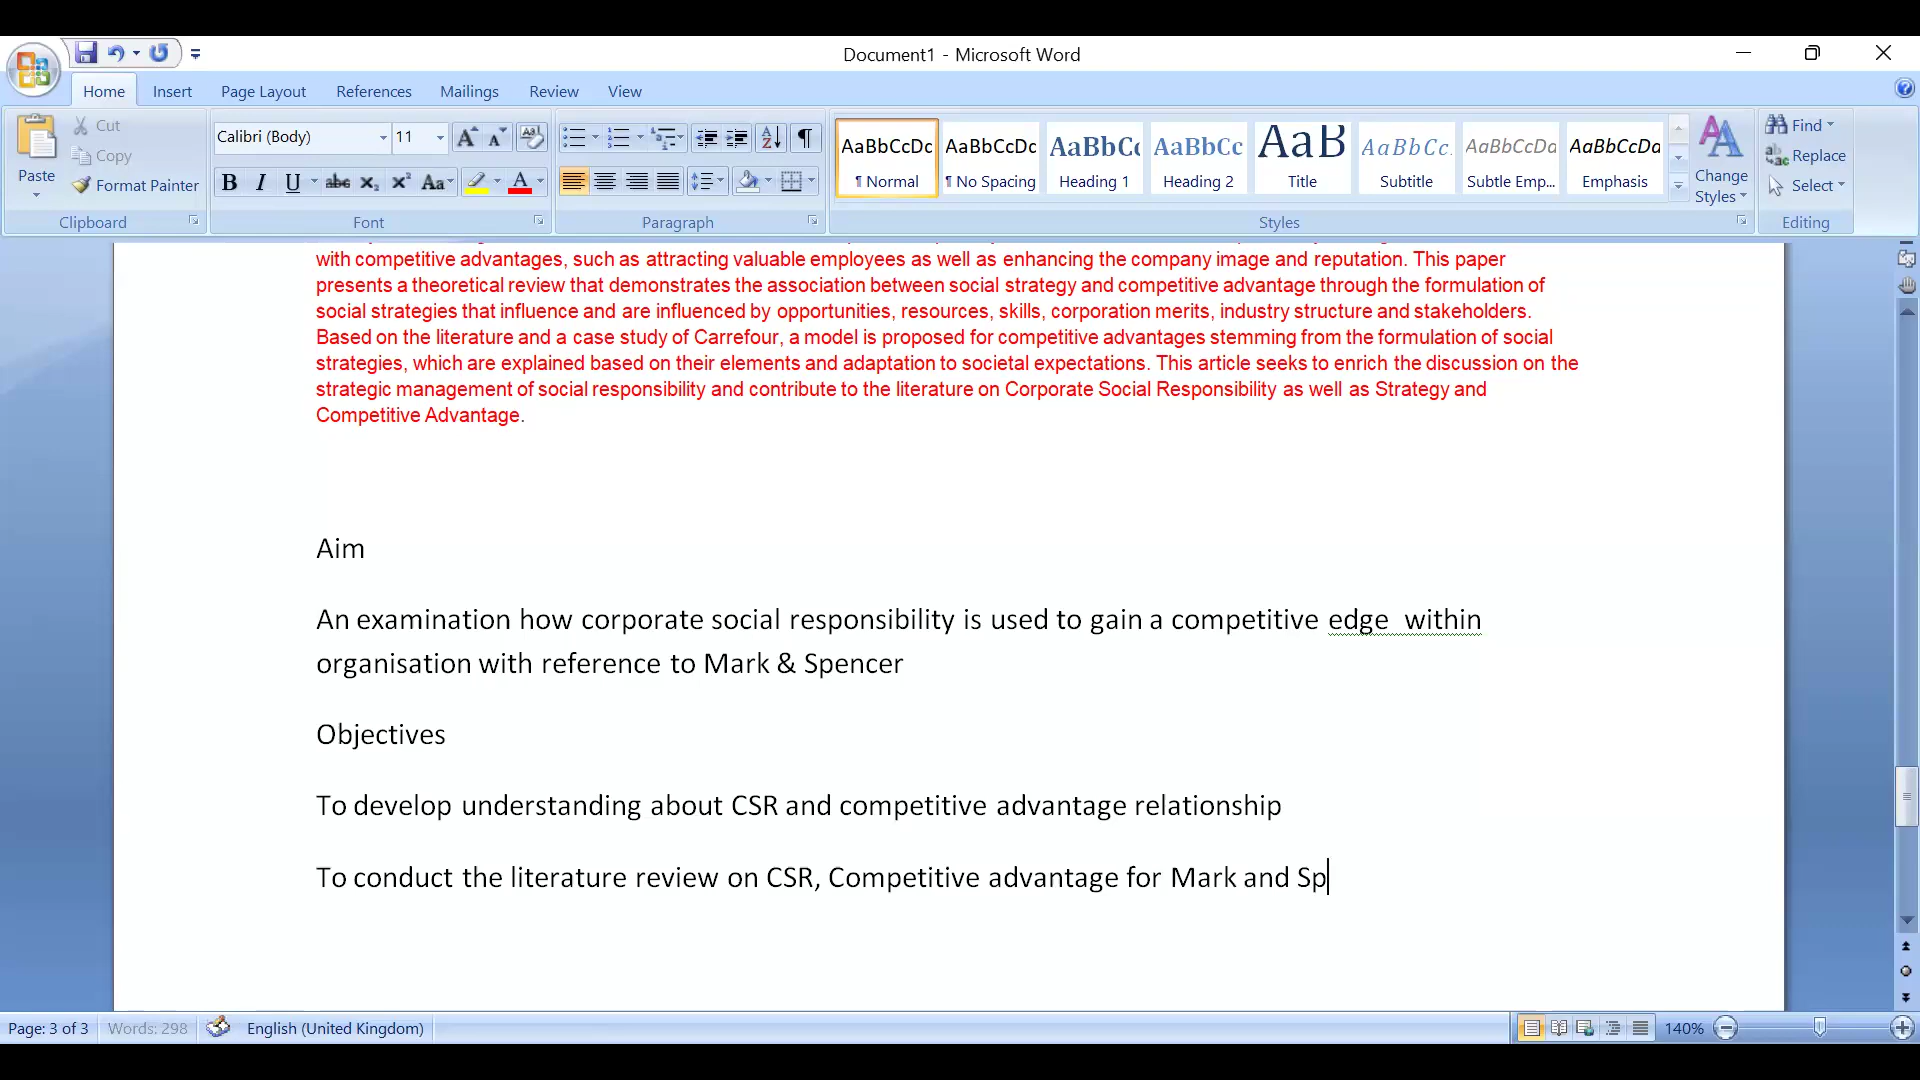 Document1 - Microsoft Word
Home Insert Page Layout References Mailings Review View
Paste
Cut
Copy
Format Painter
Clipboard
Calibri (Body) 11
B I U abc x₂ x² Aa
Font
Paragraph
AaBbCcDc AaBbCcDc AaBbCc AaBbCc AaB AaBbCc. AaBbCcDd AaBbCcDd
¶ Normal ¶ No Spacing Heading 1 Heading 2 Title Subtitle Subtle Emp... Emphasis
Change
Styles
Styles
Find
Replace
Select
Editing
with competitive advantages, such as attracting valuable employees as well as enhancing the company image and reputation. This paper
presents a theoretical review that demonstrates the association between social strategy and competitive advantage through the formulation of
social strategies that influence and are influenced by opportunities, resources, skills, corporation merits, industry structure and stakeholders.
Based on the literature and a case study of Carrefour, a model is proposed for competitive advantages stemming from the formulation of social
strategies, which are explained based on their elements and adaptation to societal expectations. This article seeks to enrich the discussion on the
strategic management of social responsibility and contribute to the literature on Corporate Social Responsibility as well as Strategy and
Competitive Advantage.
Aim
An examination how corporate social responsibility is used to gain a competitive edge  within
organisation with reference to Mark & Spencer
Objectives
To develop understanding about CSR and competitive advantage relationship
To conduct the literature review on CSR, Competitive advantage for Mark and Sp
Page: 3 of 3 Words: 298 English (United Kingdom) 140%